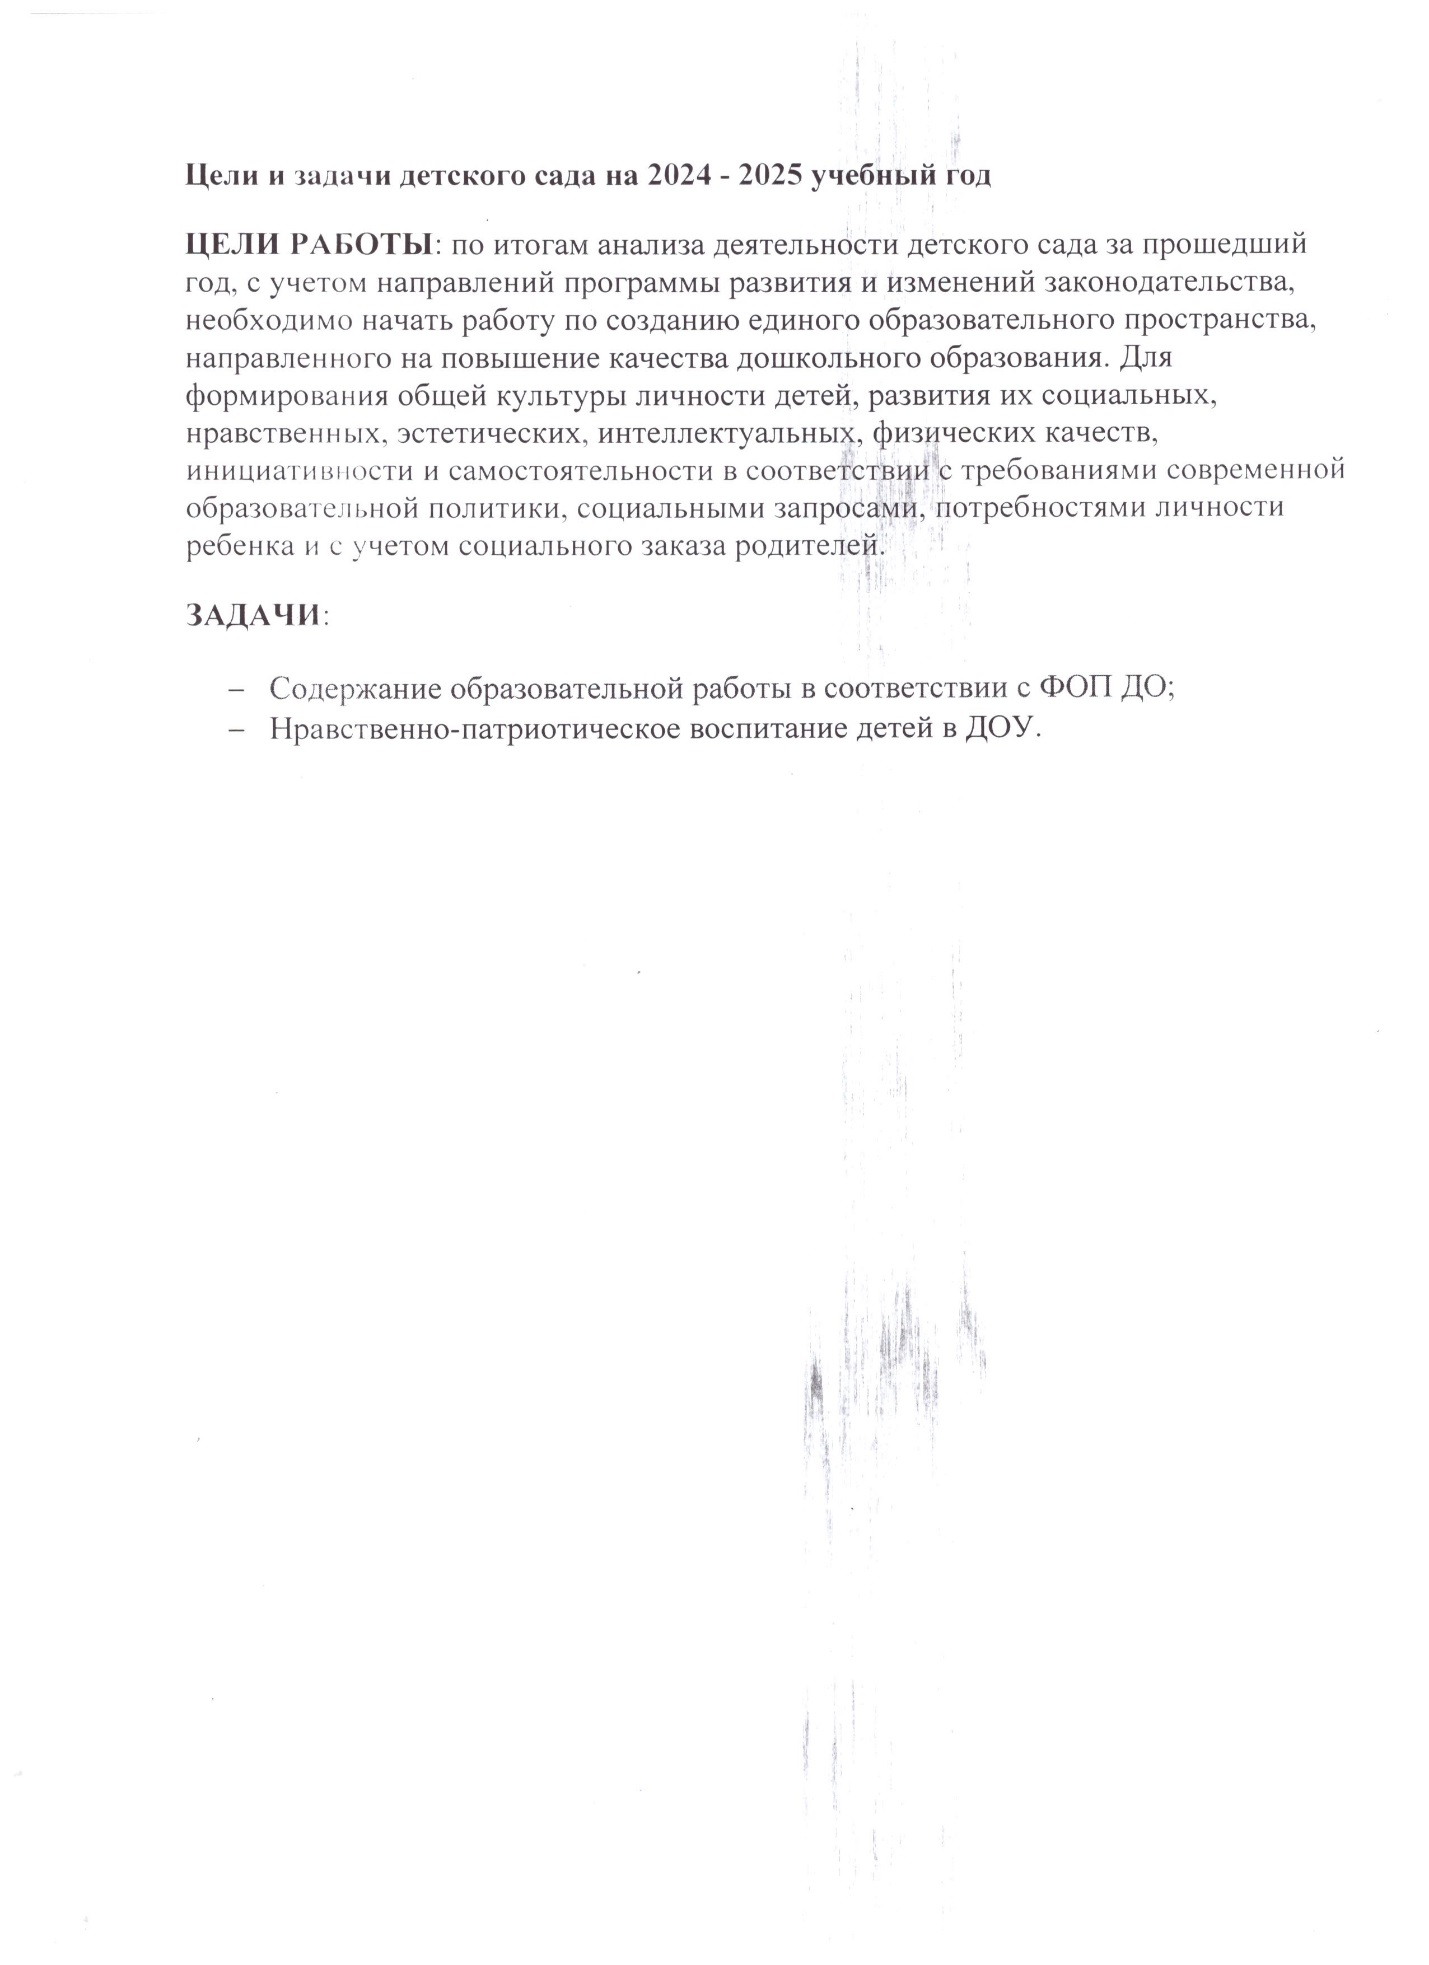 Цели и задачи детского сада на 2024 - 2025 учебный год
ЦЕЛИ РАБОТЫ: по итогам анализа деятельности детского сада за прошедший
год, с учетом направлений программы развития и изменений законодательства,
необходимо начать работу по созданию единого образовательного пространства,
направленного на повышение качества дошкольного образования. Для
формирования общей культуры личности детей, развития их социальных,
нравственных, эстетических, интеллектуальных, физических качеств,
инициативности и самостоятельности в соответствии с требованиями современной
образовательной политики, социальными запросами, потребностями личности
ребенка и с учетом социального заказа родителей.
ЗАДАЧИ:
– Содержание образовательной работы в соответствии с ФОП ДО;
– Нравственно-патриотическое воспитание детей в ДОУ.